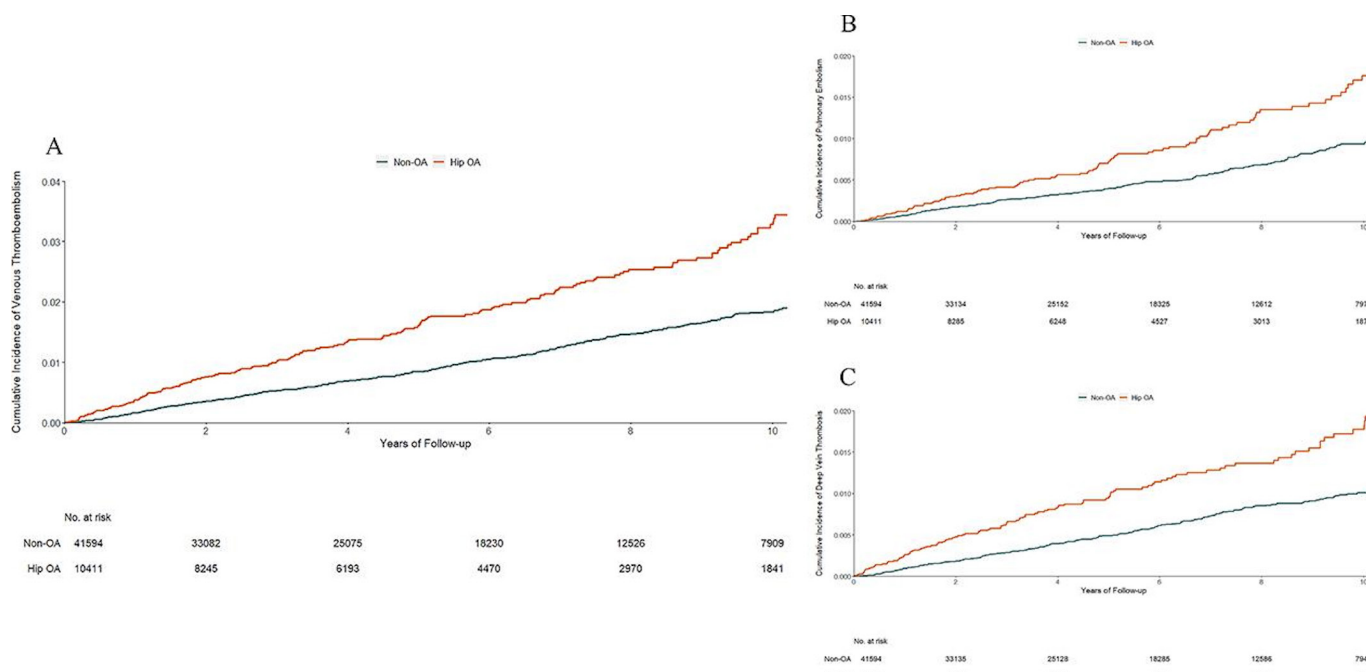 A
Non-OA Hip OA
Cumulative Incidence of Venous Thromboembolism
0.04
0.03
0.02
0.01
0.00
0 2 4 6 8 10
Years of Follow-up
No. at risk
Non-OA 41594 33082 25075 18230 12526 7909
Hip OA 10411 8245 6193 4470 2970 1841
B
Non-OA Hip OA
Cumulative Incidence of Pulmonary Embolism
0.020
0.015
0.010
0.005
0.000
0 2 4 6 8 10
Years of Follow-up
No. at risk
Non-OA 41594 33134 25152 18325 12612 797
Hip OA 10411 8285 6248 4527 3013 187
C
Non-OA Hip OA
Cumulative Incidence of Deep Vein Thrombosis
0.020
0.015
0.010
0.005
0.000
0 2 4 6 8 10
Years of Follow-up
No. at risk
Non-OA 41594 33135 25128 18285 12586